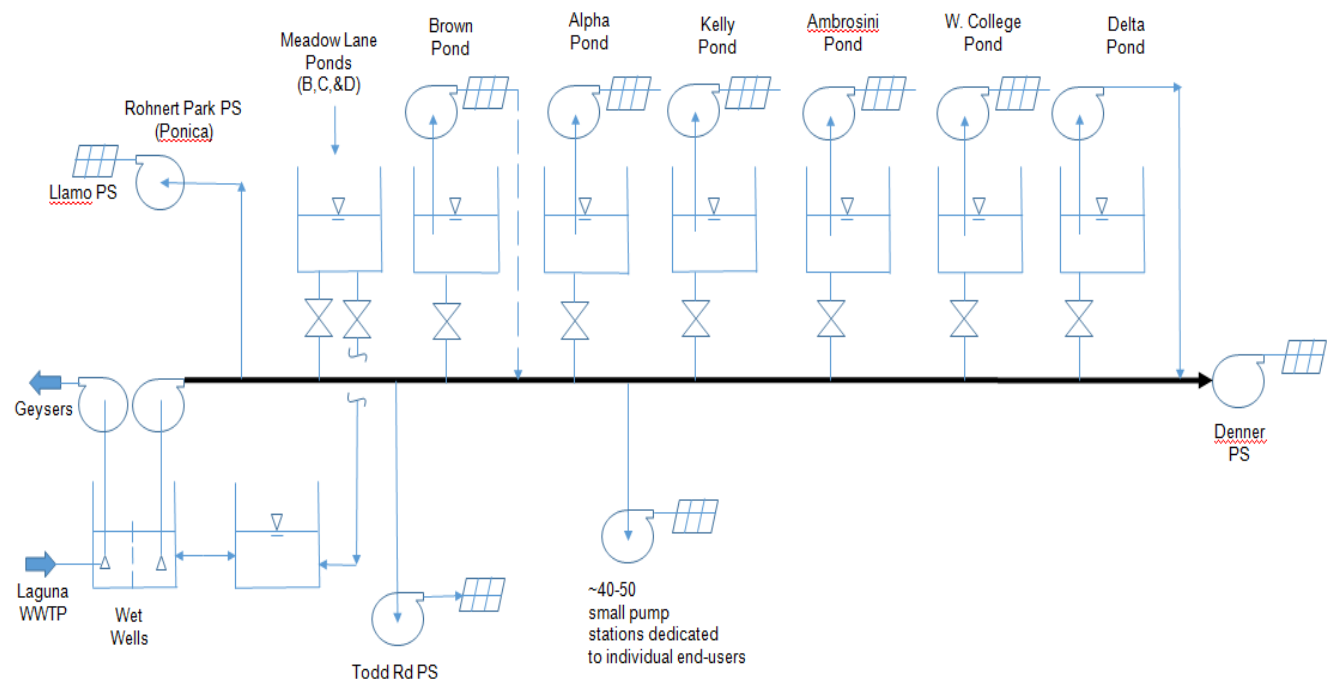 Meadow Lane
Ponds
(B,C,&D)
Brown
Pond
Alpha
Pond
Kelly
Pond
Ambrosini
Pond
W. College
Pond
Delta
Pond
Rohnert Park PS
(Ponica)
Llamo PS
Geysers
Denner
PS
Laguna
WWTP
Wet
Wells
Todd Rd PS
~40-50
small pump
stations dedicated
to individual end-users